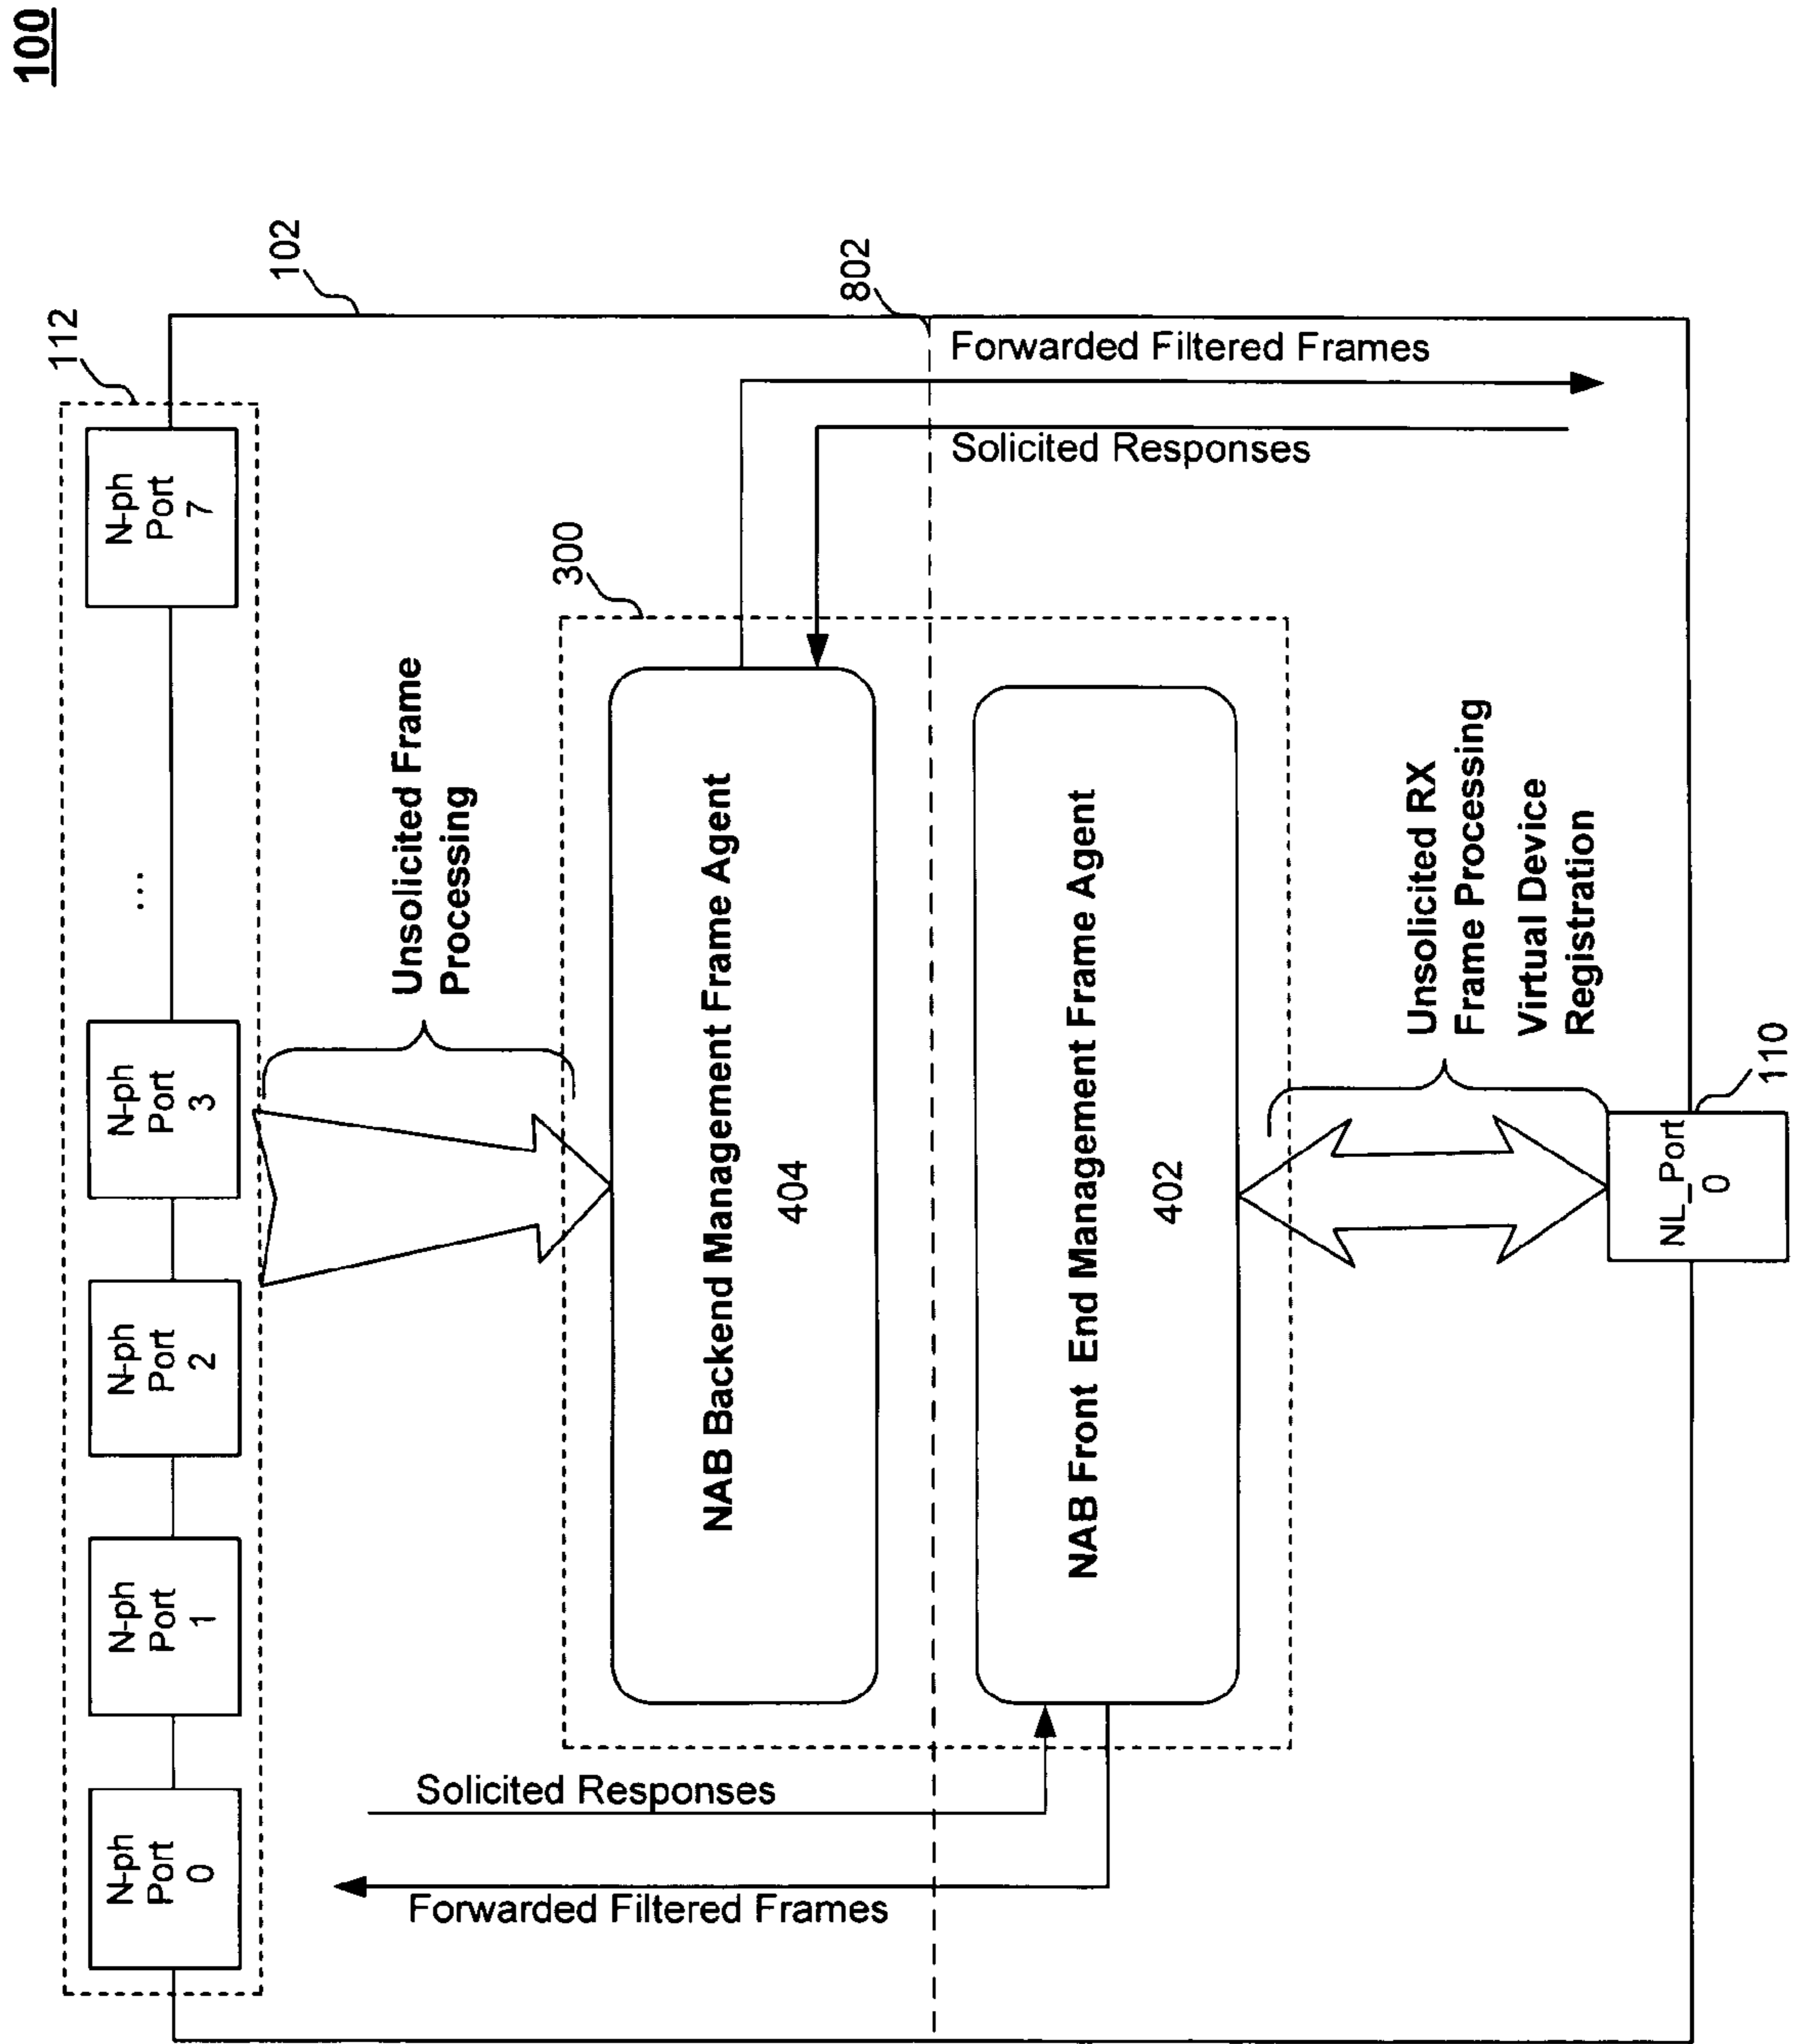 100
112
102
N-ph
Port
0
N-ph
Port
1
N-ph
Port
2
N-ph
Port
3
...
N-ph
Port
7
Unsolicited Frame
Processing
300
802
Solicited Responses
Forwarded Filtered Frames
NAB Backend Management Frame Agent
404
NAB Front End Management Frame Agent
402
Forwarded Filtered Frames
Solicited Responses
Unsolicited RX
Frame Processing
Virtual Device
Registration
NL_Port
0
110